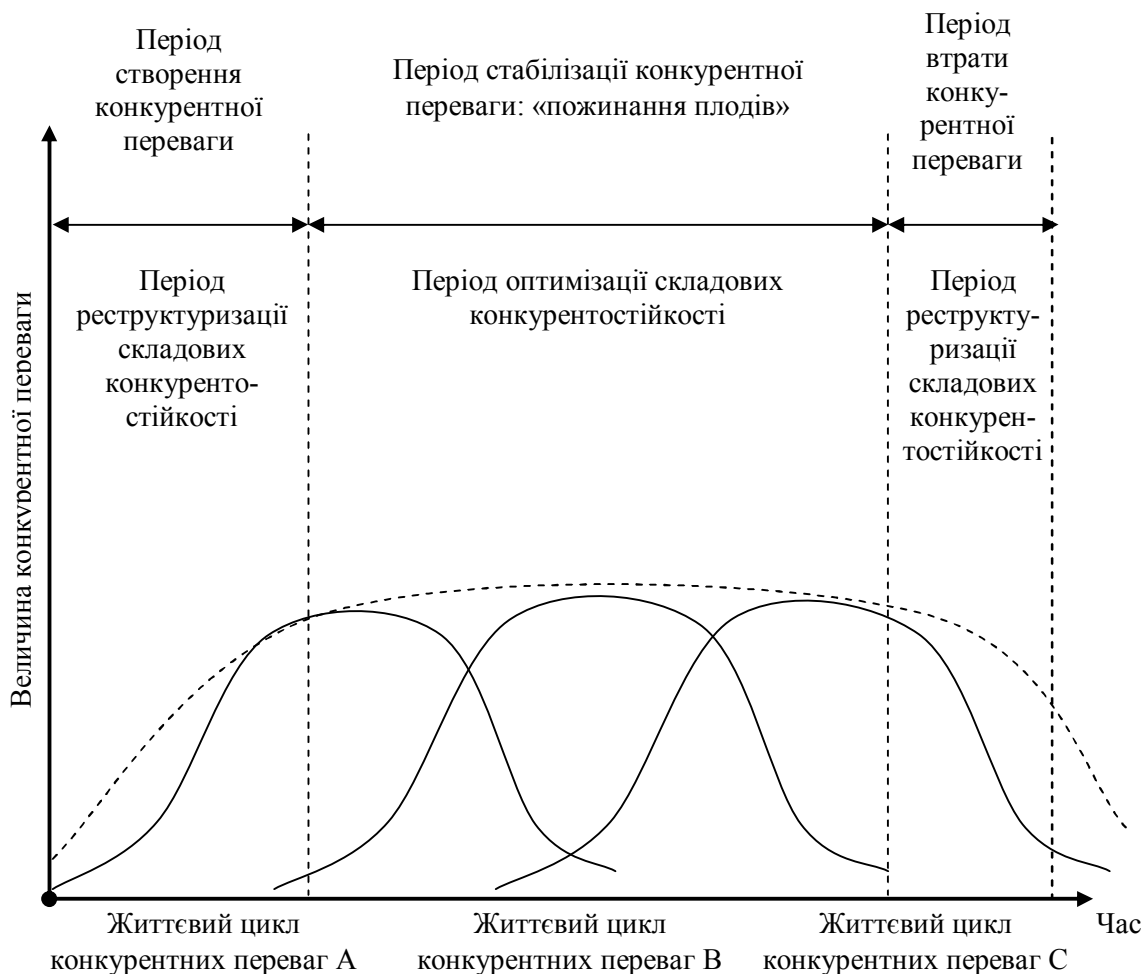 Період
створення
конкурентної
переваги
Період стабілізації конкурентної
переваги: «пожинання плодів»
Період
втрати
конку-
рентної
переваги
Період
реструктуризації
складових
конкуренто-
стійкості
Період оптимізації складових
конкурентостійкості
Період
рестркуту-
ризації
складових
конкурен-
тостійкості
Величина конкурентної переваги
Життєвий цикл
конкурентних переваг А
Життєвий цикл
конкурентних переваг В
Життєвий цикл
конкурентних переваг С
Час